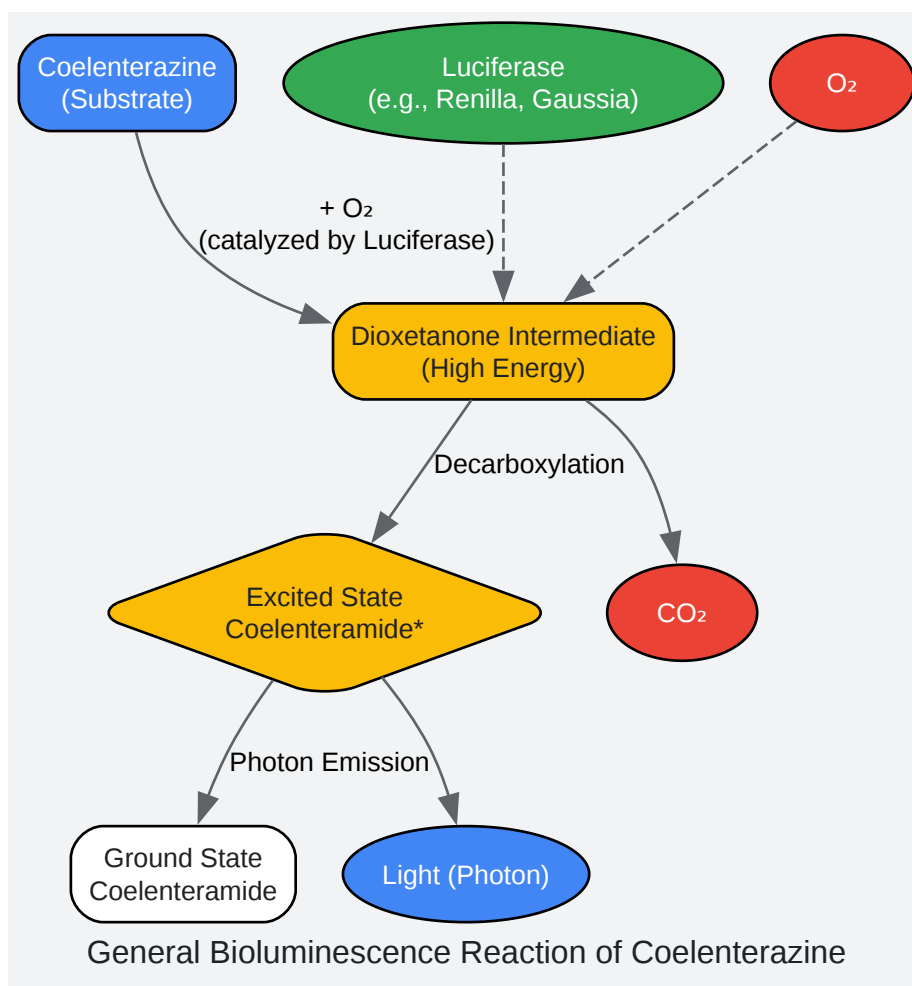 Coelenterazine
(Substrate)
Luciferase
(e.g., Renilla, Gaussia)
O₂
+ O₂
(catalyzed by Luciferase)
Dioxetanone Intermediate
(High Energy)
Decarboxylation
Excited State
Coelenteramide*
CO₂
Photon Emission
Ground State
Coelenteramide
Light (Photon)
General Bioluminescence Reaction of Coelenterazine